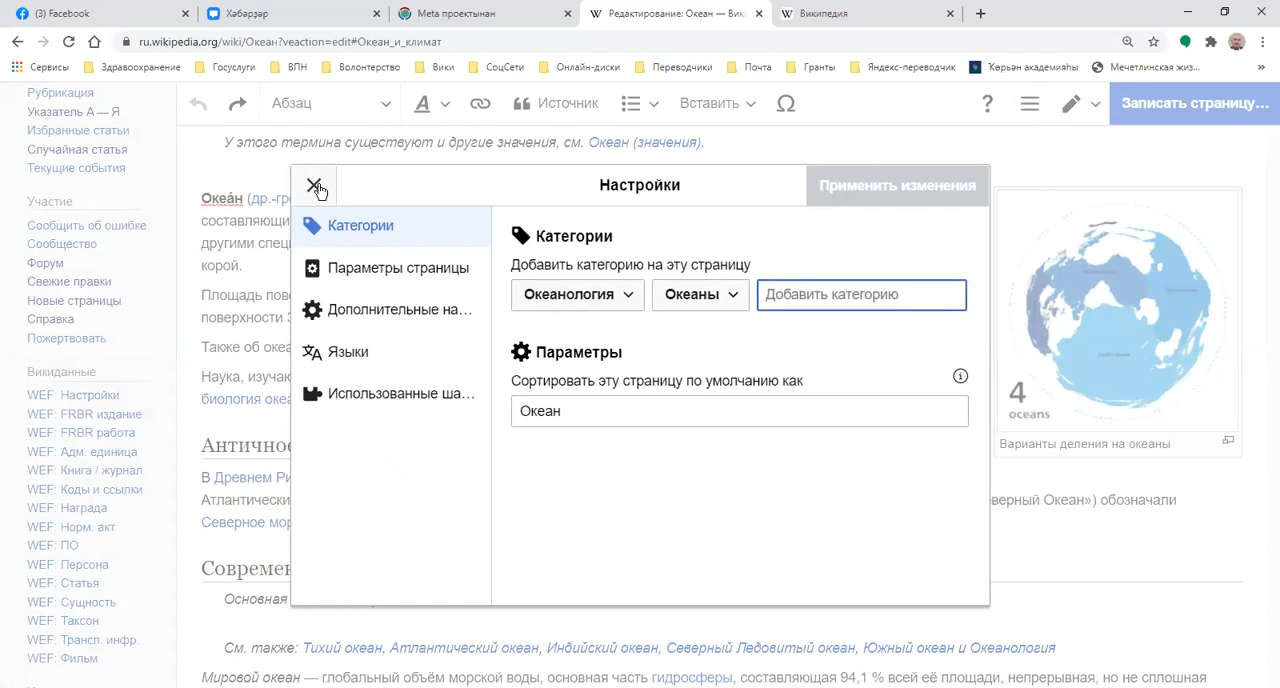 (3) Facebook
Хәбәрҙәр
Meta проектынан
Редактирование: Океан — Вики
Википедия
ru.wikipedia.org/wiki/Океан?veaction=edit#Океан_и_климат
Сервисы
Здравоохранение
Госуслуги
ВПН
Волонтерство
Вики
СоцСети
Онлайн-диски
Переводчики
Почта
Гранты
Яндекс-переводчик
Ҡөрьән академияһы
Мечетлинская жиз...
»
Рубрикация
Указатель А — Я
Избранные статьи
Случайная статья
Текущие события
Участие
Сообщить об ошибке
Сообщество
Форум
Свежие правки
Новые страницы
Справка
Пожертвовать
Викиданные
WEF: Настройки
WEF: FRBR издание
WEF: FRBR работа
WEF: Адм. единица
WEF: Книга / журнал
WEF: Коды и ссылки
WEF: Награда
WEF: Норм. акт
WEF: ПО
WEF: Персона
WEF: Статья
WEF: Сущность
WEF: Таксон
WEF: Трансп. инфр.
WEF: Фильм
Абзац
А
Источник
Вставить
Ω
?
Записать страницу…
У этого термина существуют и другие значения, см. Океан (значения).
Океа́н (др.-гре
составляющи
другими спец
корой.
Площадь пов
поверхности З
Также об океа
Наука, изучаю
биология океа
Античное
В Древнем Ри
Атлантически
верный Океан») обозначали
Северное мор
Современ
Основная
См. также: Тихий океан, Атлантический океан, Индийский океан, Северный Ледовитый океан, Южный океан и Океанология
Мировой океан — глобальный объём морской воды, основная часть гидросферы, составляющая 94,1 % всей её площади, непрерывная, но не сплошная
Настройки
Применить изменения
Категории
Параметры страницы
Дополнительные на…
Языки
Использованные ша…
Категории
Добавить категорию на эту страницу
Океанология
Океаны
Добавить категорию
Параметры
Сортировать эту страницу по умолчанию как
Океан
4
oceans
Варианты деления на океаны